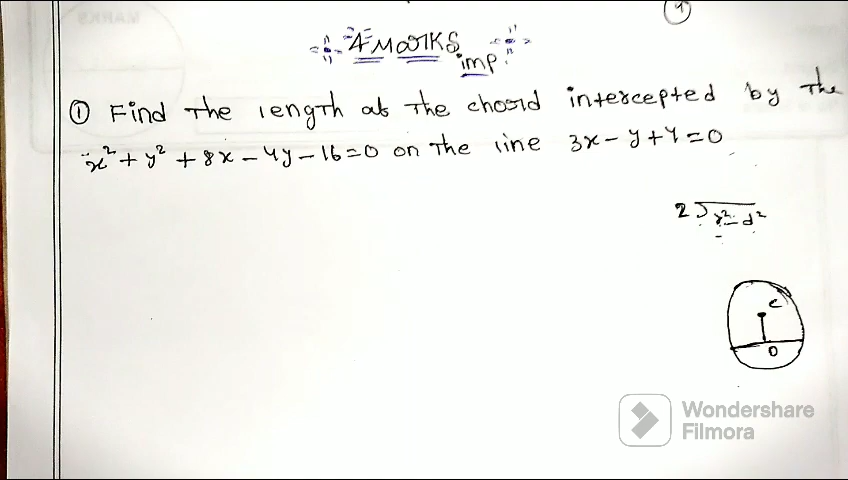 4 Marks
imp.
① Find the length at the chord intercepted by the
x² + y² + 8x - 4y - 16 = 0 on the line 3x - y + 4 = 0
2√r² - d²
C
D
Wondershare
Filmora